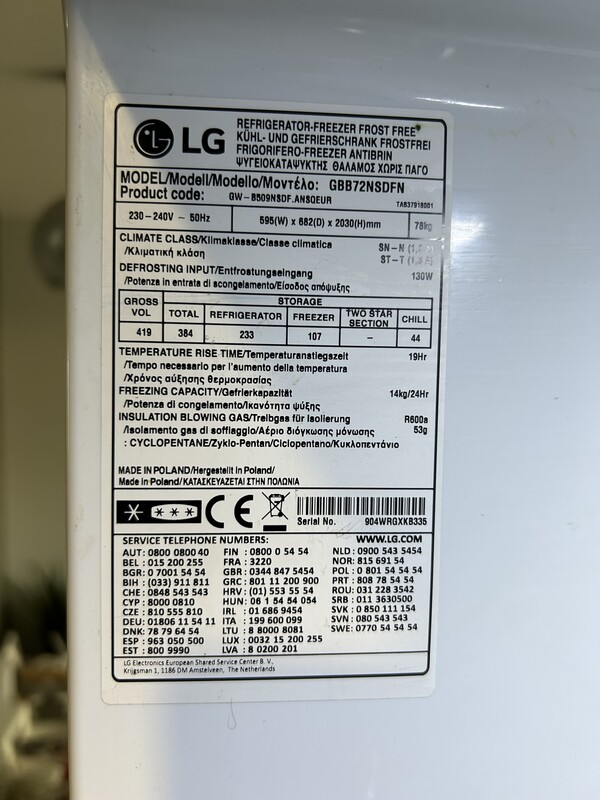 LG
REFRIGERATOR-FREEZER FROST FREE
KÜHL- UND GEFRIERSCHRANK FROSTFREI
FRIGORIFERO-FREEZER ANTIBRIN
ΨΥΓΕΙΟΚΑΤΑΨΥΚΤΗΣ ΘΑΛΑΜΟΣ ΧΩΡΙΣ ΠΑΓΟ
MODEL/Modell/Modello/Μοντέλο: GBB72NSDFN
Product code: GW-B509NSDF.ANSQEUR
TAB37918001
230-240V ~ 50Hz 595(W) x 682(D) x 2030(H)mm 78kg
CLIMATE CLASS/Klimaklasse/Classe climatica SN-N
/Κλιματική κλάση ST-T
DEFROSTING INPUT/Entfrostungseingang 130W
/Potenza in entrata di scongelamento/Είσοδος απόψυξης
GROSS VOL STORAGE
TOTAL REFRIGERATOR FREEZER TWO STAR SECTION CHILL
419 384 233 107 - 44
TEMPERATURE RISE TIME/Temperaturanstiegszeit 19Hr
/Tempo necessario per l'aumento della temperatura
/Χρόνος αύξησης θερμοκρασίας
FREEZING CAPACITY/Gefrierkapazität 14kg/24Hr
/Potenza di congelamento/Ικανότητα ψύξης
INSULATION BLOWING GAS/Treibgas für Isolierung R600a
/Isolamento gas di soffiaggio/Αέριο διόγκωσης μόνωσης 53g
: CYCLOPENTANE/Zyklo-Pentan/Ciclopentano/Κυκλοπεντάνιο
MADE IN POLAND/Hergestellt in Poland/
Made in Poland/ΚΑΤΑΣΚΕΥΑΖΕΤΑΙ ΣΤΗΝ ΠΟΛΩΝΙΑ
CE
Serial No. 904WRGXKB335
SERVICE TELEPHONE NUMBERS: WWW.LG.COM
AUT: 0800 0800 40 FIN : 0800 0 54 54 NLD: 0900 543 5454
BEL : 015 200 255 FRA : 3220 NOR: 815 691 54
BGR: 0 7001 54 54 GBR: 0344 847 5454 POL : 0 801 54 54 54
BIH : (033) 911 811 GRC: 801 11 200 900 PRT : 808 78 54 54
CHE: 0848 543 543 HRV: (01) 553 55 54 ROU: 031 228 3542
CYP: 8000 0810 HUN: 06 1 54 54 054 SRB : 011 3630500
CZE: 810 555 810 IRL : 01 686 9454 SVK : 0 850 111 154
DEU: 01806 11 54 11 ITA : 199 600 099 SVN : 080 543 543
DNK: 78 79 64 54 LTU : 8 8000 8081 SWE: 0770 54 54 54
ESP : 963 050 500 LUX : 0032 15 200 255
EST : 800 9990 LVA : 8 0200 201
LG Electronics European Shared Service Center B. V.,
Krijgsman 1, 1186 DM Amstelveen, The Netherlands